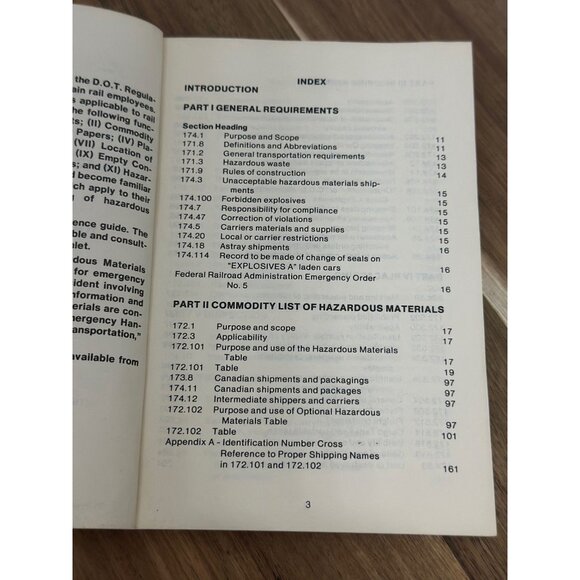 the D.O.T. Regula-
ain rail employees.
s applicable to rail
he following func-
ts; (II) Commodity
Papers; (IV) Pla-
(VII) Location of
(IX) Empty Con-
s; and (XI) Hazar-
d become familiar
ch apply to their
g of hazardous
ence guide. The
ble and consult-
mlet.
rdous Materials
for emergency
ident involving
nformation and
terials are con-
mergency Han-
ransportation,"
available from
INDEX
INTRODUCTION
PART I GENERAL REQUIREMENTS
Section Heading
174.1 Purpose and Scope 11
171.8 Definitions and Abbreviations 11
171.2 General transportation requirements 13
171.3 Hazardous waste 13
171.9 Rules of construction 14
174.3 Unacceptable hazardous materials ship-
ments 15
174.100 Forbidden explosives 15
174.7 Responsibility for compliance 15
174.47 Correction of violations 15
174.5 Carriers materials and supplies 15
174.20 Local or carrier restrictions 15
174.18 Astray shipments 15
174.114 Record to be made of change of seals on
"EXPLOSIVES A" laden cars 16
Federal Railroad Administration Emergency Order
No. 5 16
PART II COMMODITY LIST OF HAZARDOUS MATERIALS
172.1 Purpose and scope 17
172.3 Applicability 17
172.101 Purpose and use of the Hazardous Materials
Table 17
172.101 Table 19
173.8 Canadian shipments and packagings 97
174.11 Canadian shipments and packages 97
174.12 Intermediate shippers and carriers 97
172.102 Purpose and use of Optional Hazardous
Materials Table 97
172.102 Table 101
Appendix A - Identification Number Cross
Reference to Proper Shipping Names
in 172.101 and 172.102 161
3